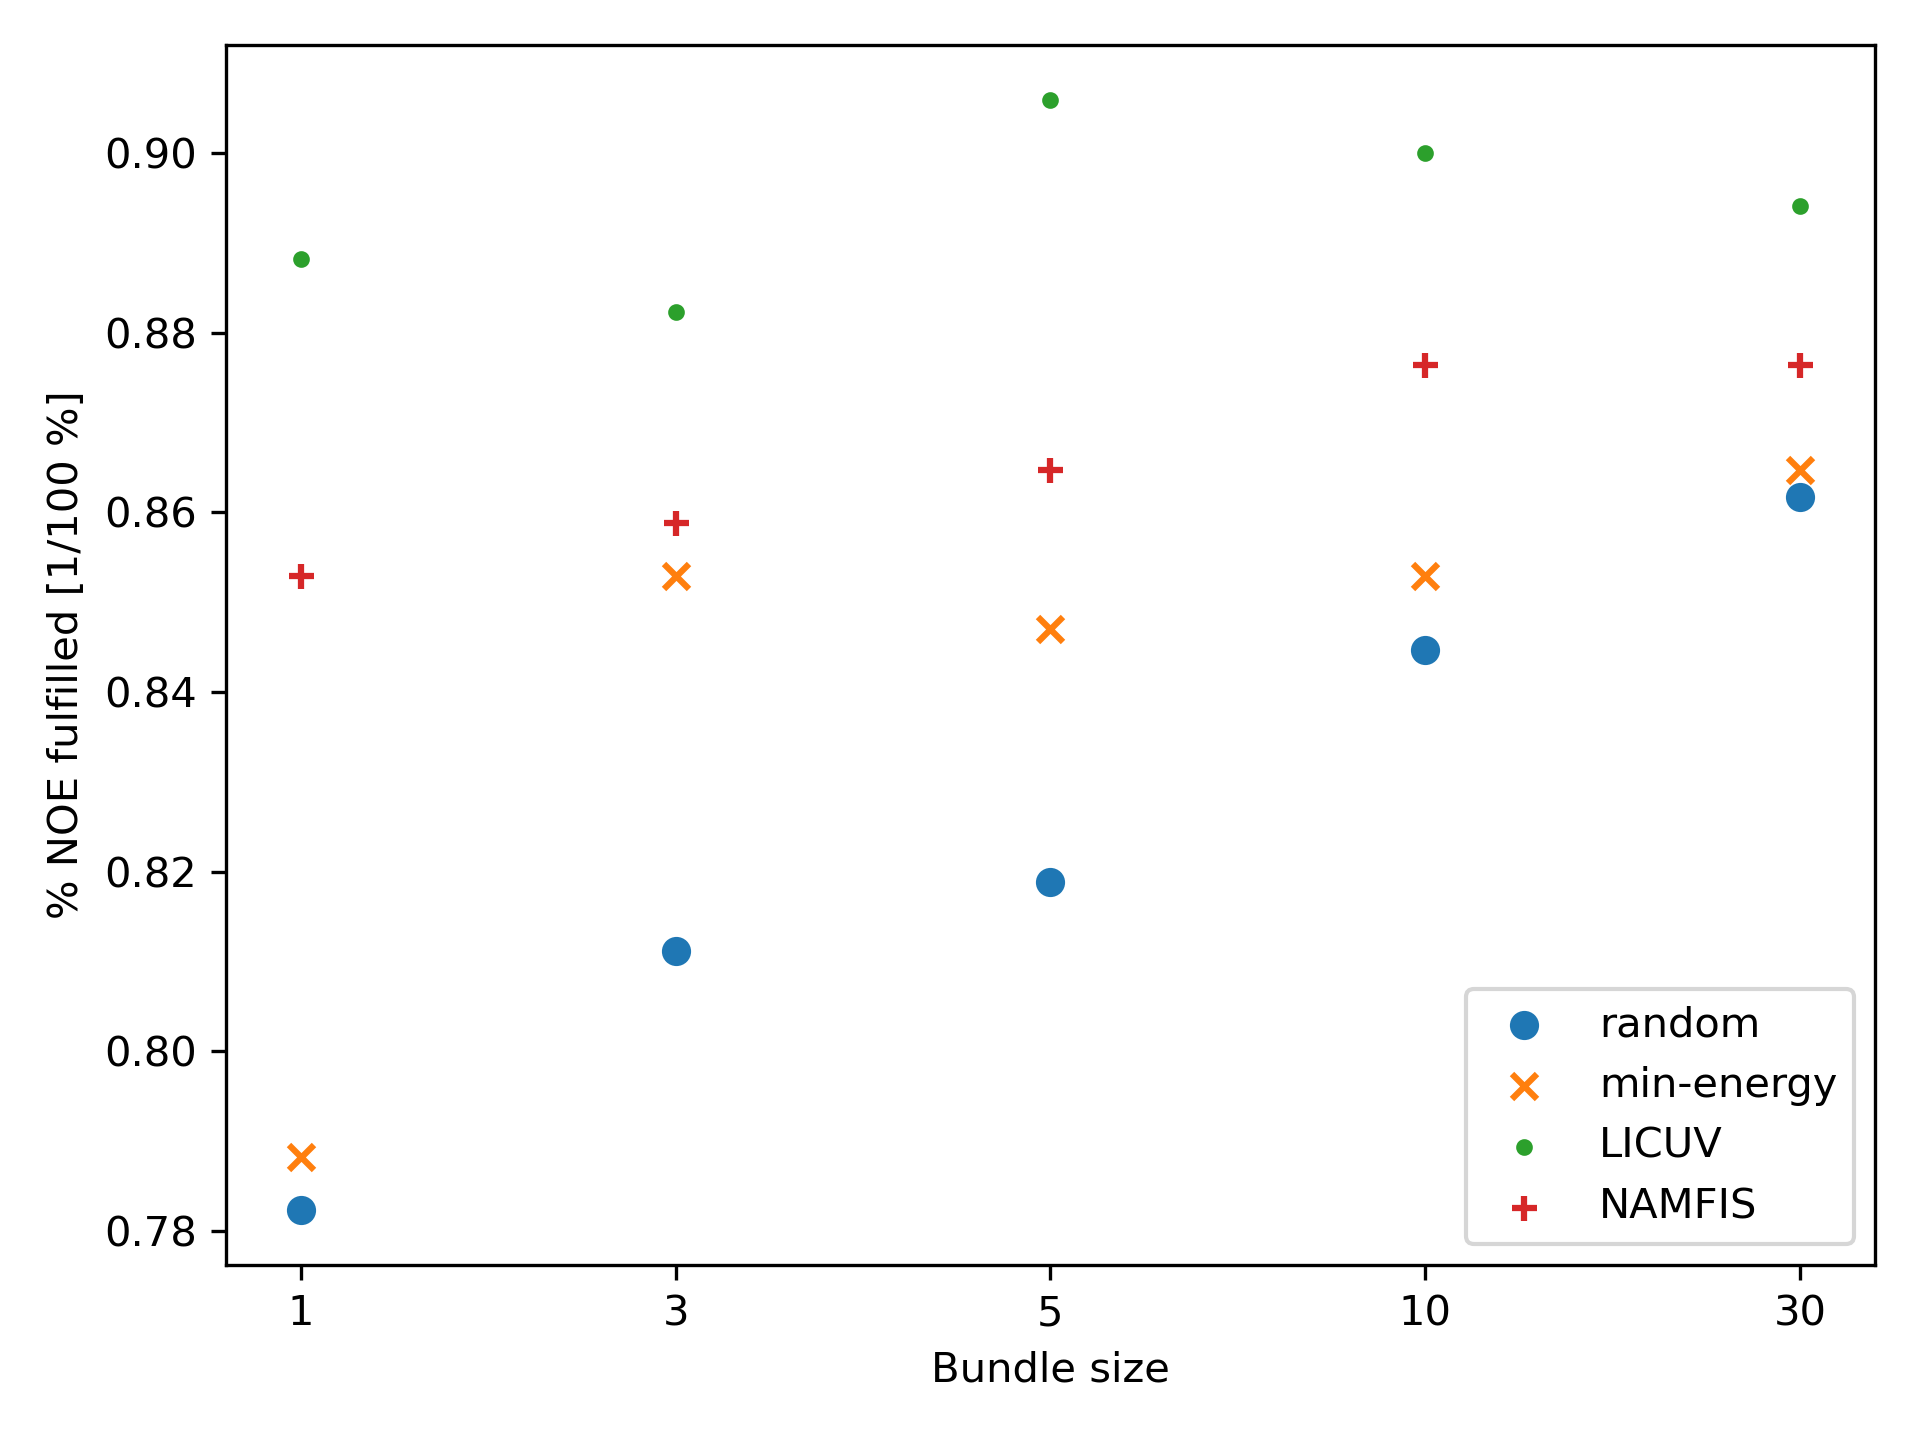 0.90
0.88
0.86
0.84
0.82
0.80
0.78
% NOE fulfilled [1/100 %]
1 3 5 10 30
Bundle size
random
min-energy
LICUV
NAMFIS